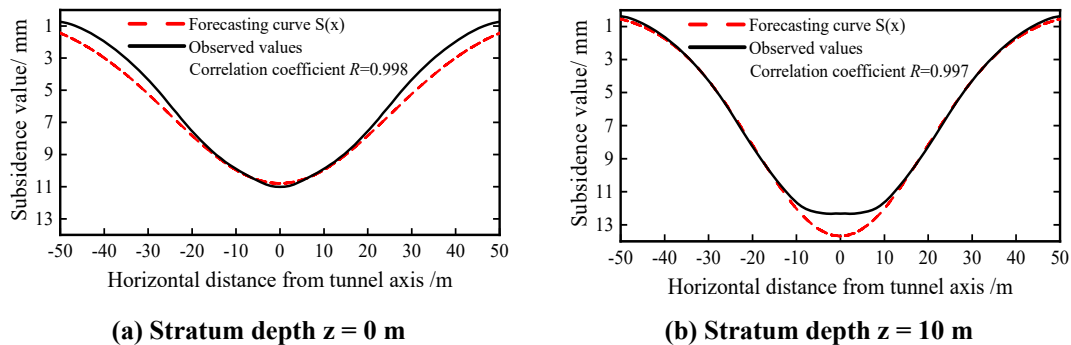 Forecasting curve S(x)
Observed values
Correlation coefficient R=0.998
Subsidence value/ mm
1
3
5
7
9
11
13
-50 -40 -30 -20 -10 0 10 20 30 40 50
Horizontal distance from tunnel axis /m
(a) Stratum depth z = 0 m
Forecasting curve S(x)
Observed values
Correlation coefficient R=0.997
Subsidence value/ mm
1
3
5
7
9
11
13
-50 -40 -30 -20 -10 0 10 20 30 40 50
Horizontal distance from tunnel axis /m
(b) Stratum depth z = 10 m